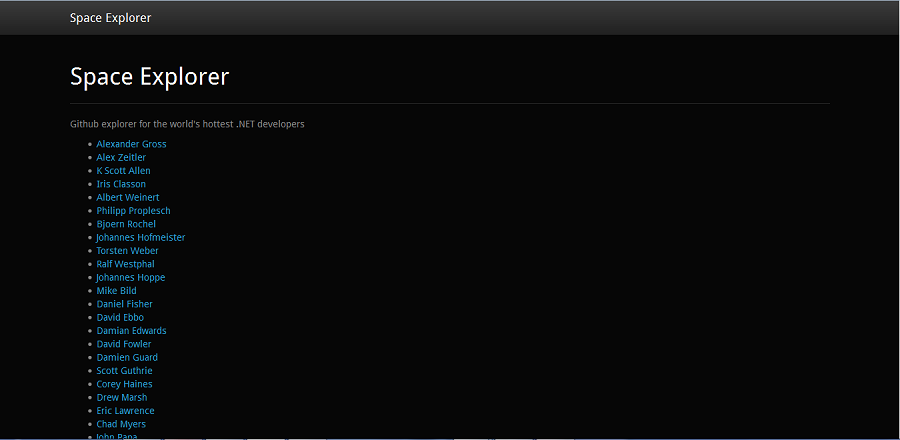 Space Explorer
Space Explorer
Github explorer for the world's hottest .NET developers
Alexander Gross
Alex Zeitler
K Scott Allen
Iris Classon
Albert Weinert
Philipp Proplesch
Bjoern Rochel
Johannes Hofmeister
Torsten Weber
Ralf Westphal
Johannes Hoppe
Mike Bild
Daniel Fisher
David Ebbo
Damian Edwards
David Fowler
Damien Guard
Scott Guthrie
Corey Haines
Drew Marsh
Eric Lawrence
Chad Myers
John Papa